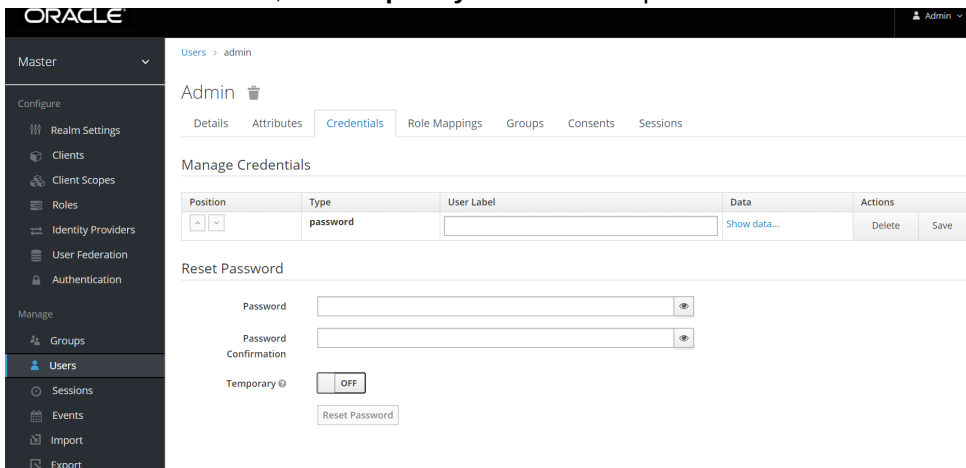 ORACLE
Admin
Master
Users > admin
Admin
Configure
Realm Settings
Clients
Client Scopes
Roles
Identity Providers
User Federation
Authentication
Manage
Groups
Users
Sessions
Events
Import
Export
Details Attributes Credentials Role Mappings Groups Consents Sessions
Manage Credentials
Position Type User Label Data Actions
password Show data... Delete Save
Reset Password
Password
Password
Confirmation
Temporary
OFF
Reset Password